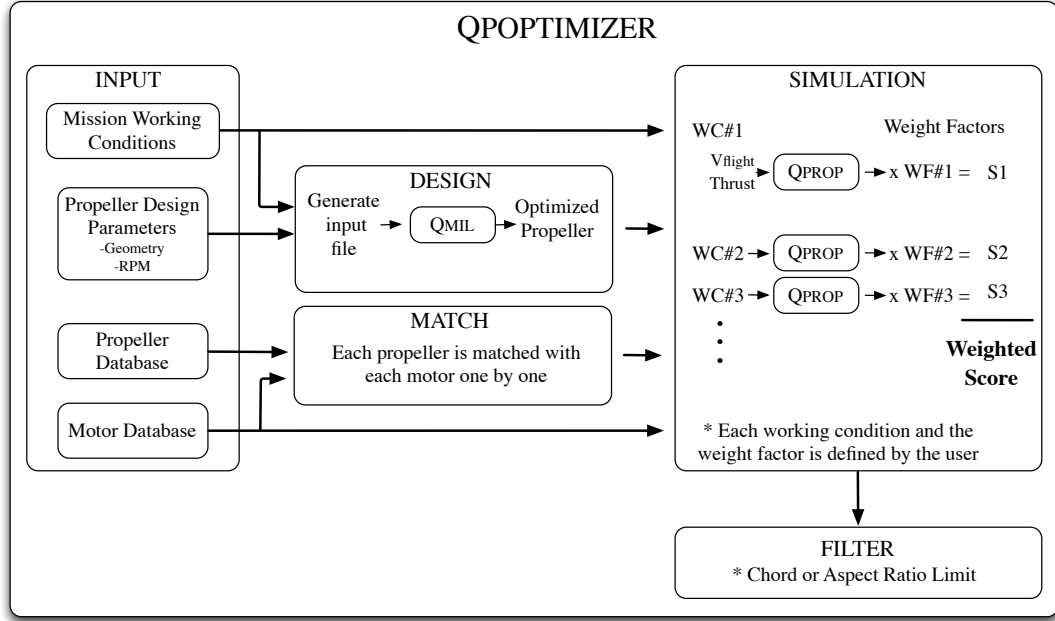 QPOPTIMIZER
INPUT
Mission Working
Conditions
Propeller Design
Parameters
-Geometry
-RPM
Propeller
Database
Motor Database
DESIGN
Generate
input
file
QMIL
Optimized
Propeller
MATCH
Each propeller is matched with
each motor one by one
SIMULATION
WC#1
Weight Factors
Vflight
Thrust
QPROP
x WF#1 = S1
WC#2 QPROP x WF#2 = S2
WC#3 QPROP x WF#3 = S3
Weighted
Score
* Each working condition and the
weight factor is defined by the user
FILTER
* Chord or Aspect Ratio Limit